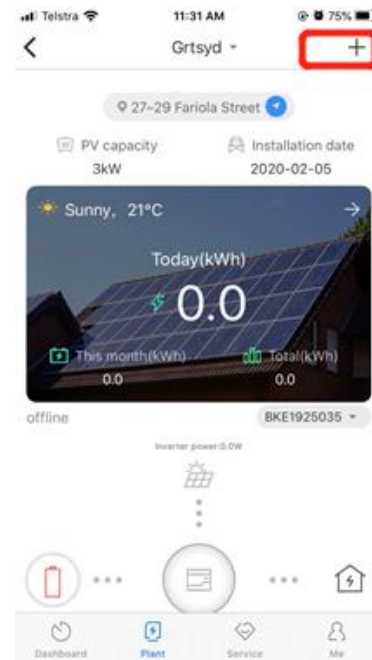 Telstra 11:31 AM 75%
Grtsyd
27-29 Fariola Street
PV capacity Installation date
3kW 2020-02-05
Sunny, 21°C
Today(kWh)
0.0
This month(kWh) Total(kWh)
0.0 0.0
offline BKE1925035
Inverter power:0.0W
Dashboard Plant Service Me